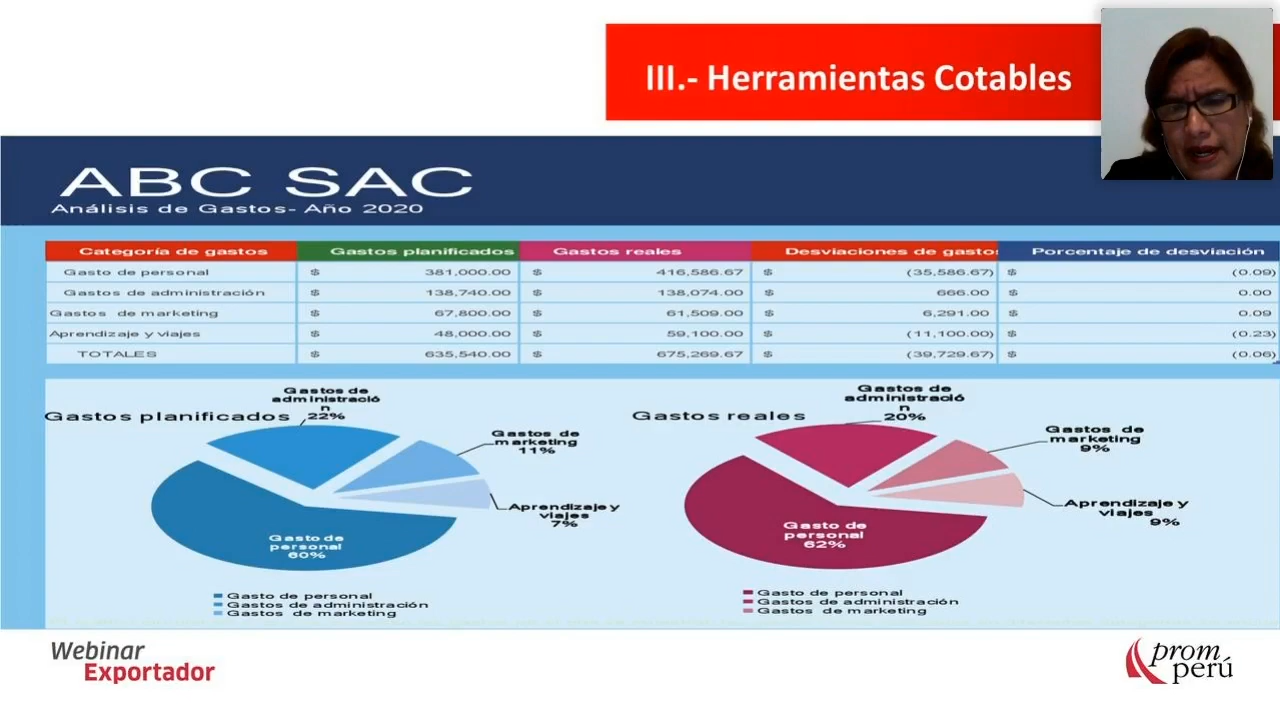 III.- Herramientas Cotables
ABC SAC
Análisis de Gastos- Año 2020
Categoría de gastos Gastos planificados Gastos reales Desviaciones de gastos Porcentaje de desviación
Gasto de personal $ 381,000.00 $ 416,586.67 $ (35,586.67) $ (0.09)
Gastos de administración $ 138,740.00 $ 138,074.00 $ 666.00 $ 0.00
Gastos de marketing $ 67,800.00 $ 61,509.00 $ 6,291.00 $ 0.09
Aprendizaje y viajes $ 48,000.00 $ 59,100.00 $ (11,100.00) $ (0.23)
TOTALES $ 635,540.00 $ 675,269.67 $ (39,729.67) $ (0.06)
Gastos planificados
Gastos de
administració
n
22%
Gastos de
marketing
11%
Aprendizaje y
viajes
7%
Gasto de
personal
60%
Gasto de personal
Gastos de administración
Gastos de marketing
Gastos reales
Gastos de
administració
n
20%
Gastos de
marketing
9%
Aprendizaje y
viajes
9%
Gasto de
personal
62%
Gasto de personal
Gastos de administración
Gastos de marketing
Webinar
Exportador
prom
perú